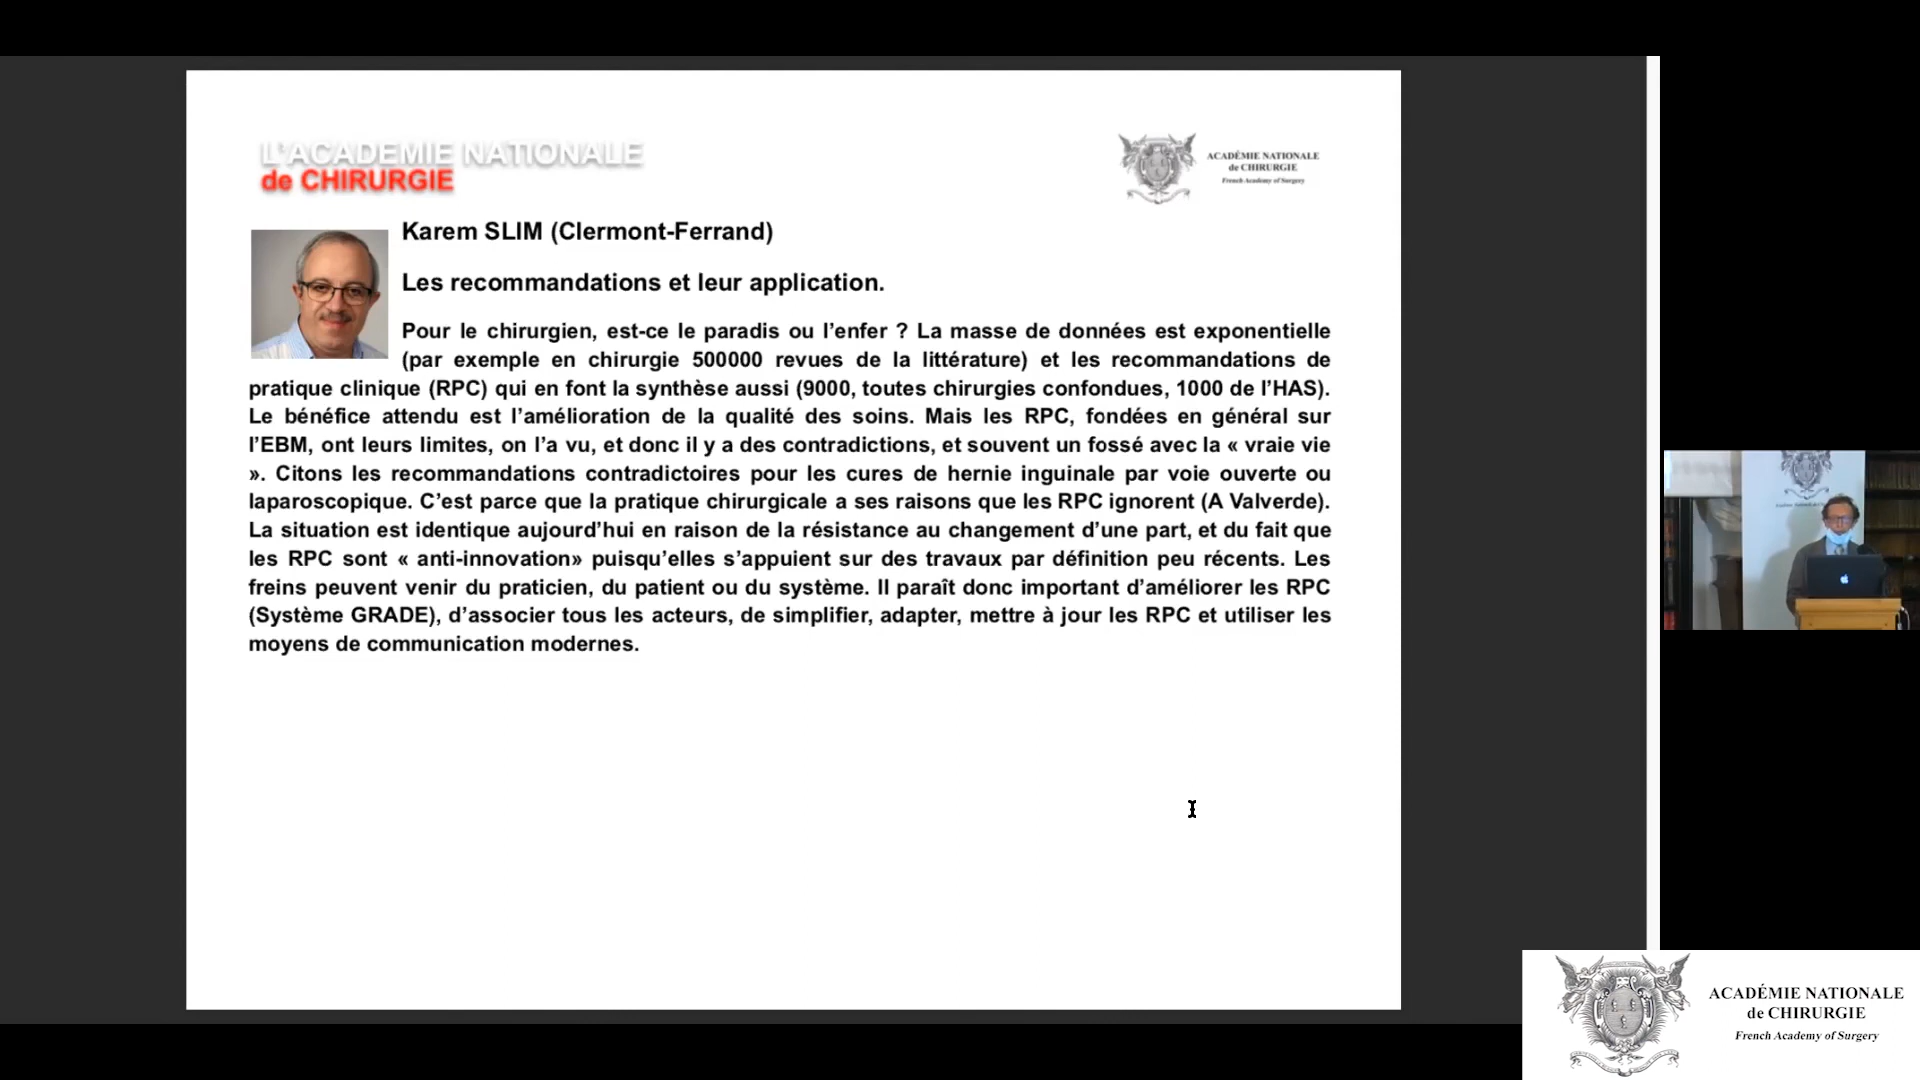 L'ACADEMIE NATIONALE
de CHIRURGIE
ACADÉMIE NATIONALE
de CHIRURGIE
French Academy of Surgery
Karem SLIM (Clermont-Ferrand)
Les recommandations et leur application.
Pour le chirurgien, est-ce le paradis ou l'enfer ? La masse de données est exponentielle
(par exemple en chirurgie 500000 revues de la littérature) et les recommandations de
pratique clinique (RPC) qui en font la synthèse aussi (9000, toutes chirurgies confondues, 1000 de l'HAS).
Le bénéfice attendu est l'amélioration de la qualité des soins. Mais les RPC, fondées en général sur
l'EBM, ont leurs limites, on l'a vu, et donc il y a des contradictions, et souvent un fossé avec la « vraie vie
». Citons les recommandations contradictoires pour les cures de hernie inguinale par voie ouverte ou
laparoscopique. C'est parce que la pratique chirurgicale a ses raisons que les RPC ignorent (A Valverde).
La situation est identique aujourd'hui en raison de la résistance au changement d'une part, et du fait que
les RPC sont « anti-innovation» puisqu'elles s'appuient sur des travaux par définition peu récents. Les
freins peuvent venir du praticien, du patient ou du système. Il paraît donc important d'améliorer les RPC
(Système GRADE), d'associer tous les acteurs, de simplifier, adapter, mettre à jour les RPC et utiliser les
moyens de communication modernes.
ACADÉMIE NATIONALE
de CHIRURGIE
French Academy of Surgery